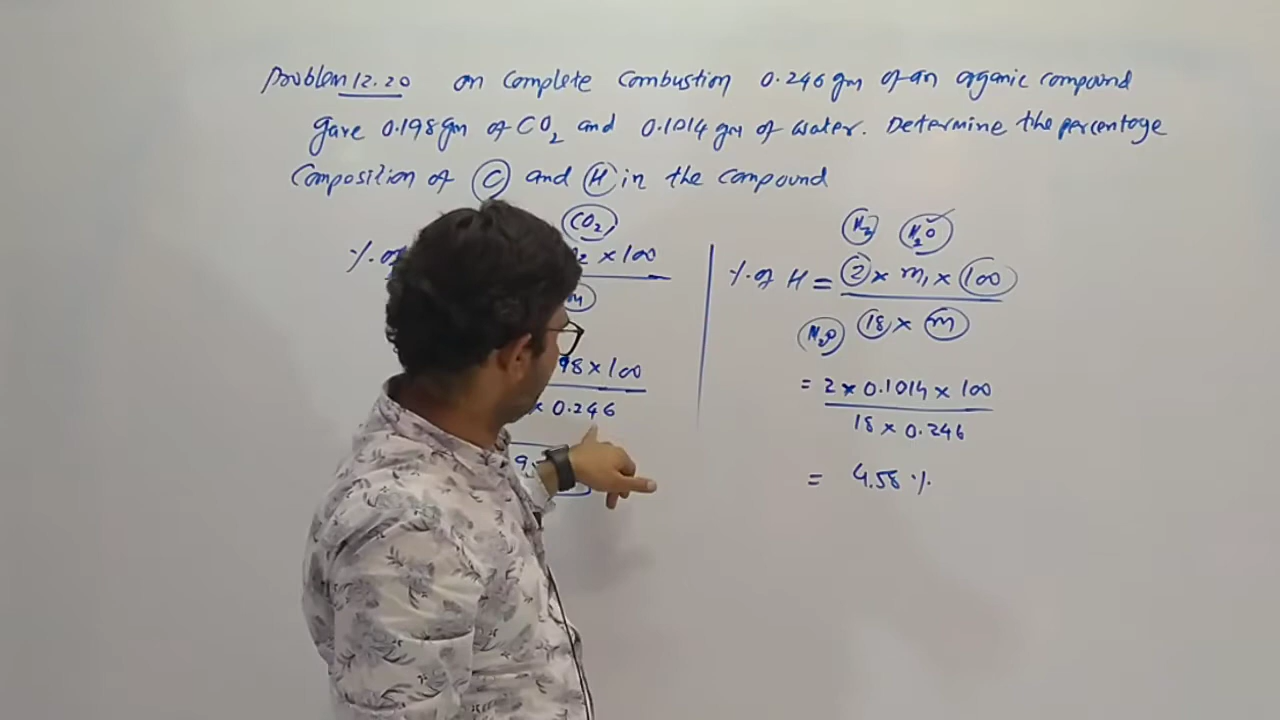 Problem 12.20 on Complete Combustion 0.246 gm of an organic compound
gave 0.198 gm of CO₂ and 0.1014 gm of water. Determine the percentage
Composition of C and H in the compound
CO₂
% of
₂ × 100
m
98 × 100
× 0.246
9
H₂ H₂O
% of H = 2 × m₁ × 100
18 × m
H₂O
= 2 × 0.1014 × 100
18 × 0.246
= 4.58 %